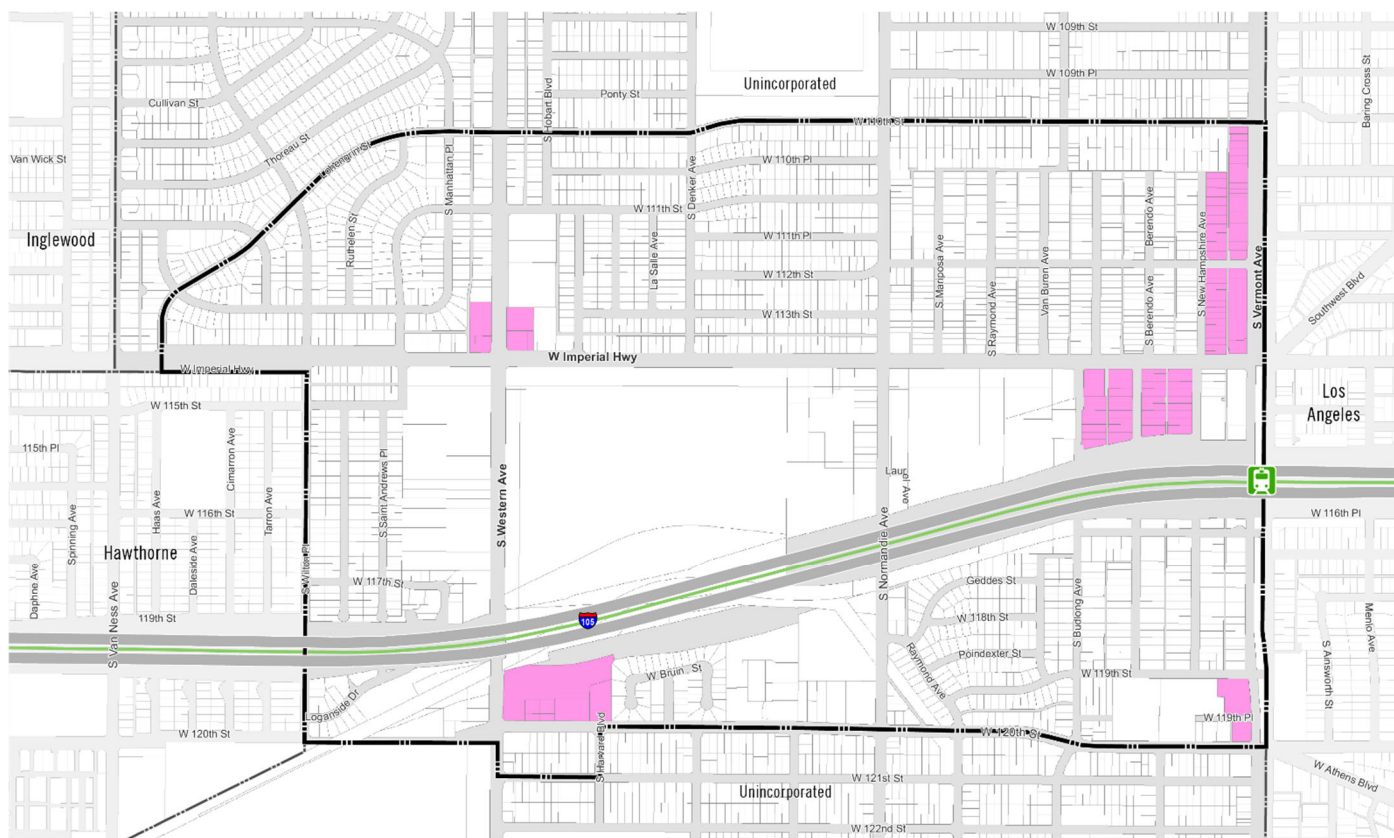 W 109th St
W 109th Pl
Baring Cross St
Unincorporated
S Hobart Blvd
Ponty St
Cullivan St
Thoreau St
W 110th St
Van Wick St
S Manhattan Pl
S Denker Ave
W 110th Pl
Ruthelen St
W 111th St
Berendo Ave
S New Hampshire Ave
Inglewood
La Salle Ave
W 111th Pl
S Mariposa Ave
Van Buren Ave
W 112th St
S Vermont Ave
Southwest Blvd
S Raymond Ave
S Berendo Ave
W 113th St
W Imperial Hwy
W Imperial Hwy
Los
Angeles
W 115th St
115th Pl
Cimarron Ave
S Saint Andrews Pl
S Western Ave
Laurel Ave
Spinning Ave
Haas Ave
Tarron Ave
W 116th St
W 116th Pl
S Normandie Ave
Hawthorne
Daleside Ave
S Wilton Pl
W 117th St
Daphne Ave
Geddes St
S Budlong Ave
119th St
105
W 118th St
Menlo Ave
S Van Ness Ave
Raymond Ave
Poindexter St
S Ainsworth St
W Bruin St
W 119th St
Loganside Dr
W 119th Pl
W 120th St
S Harvard Blvd
W 120th St
W 121st St
W Athens Blvd
Unincorporated
W 122nd St